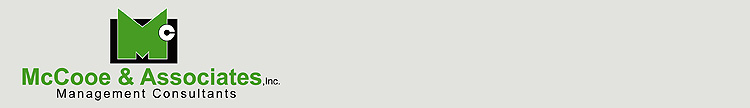 Mc
McCooe & Associates,Inc.
Management Consultants